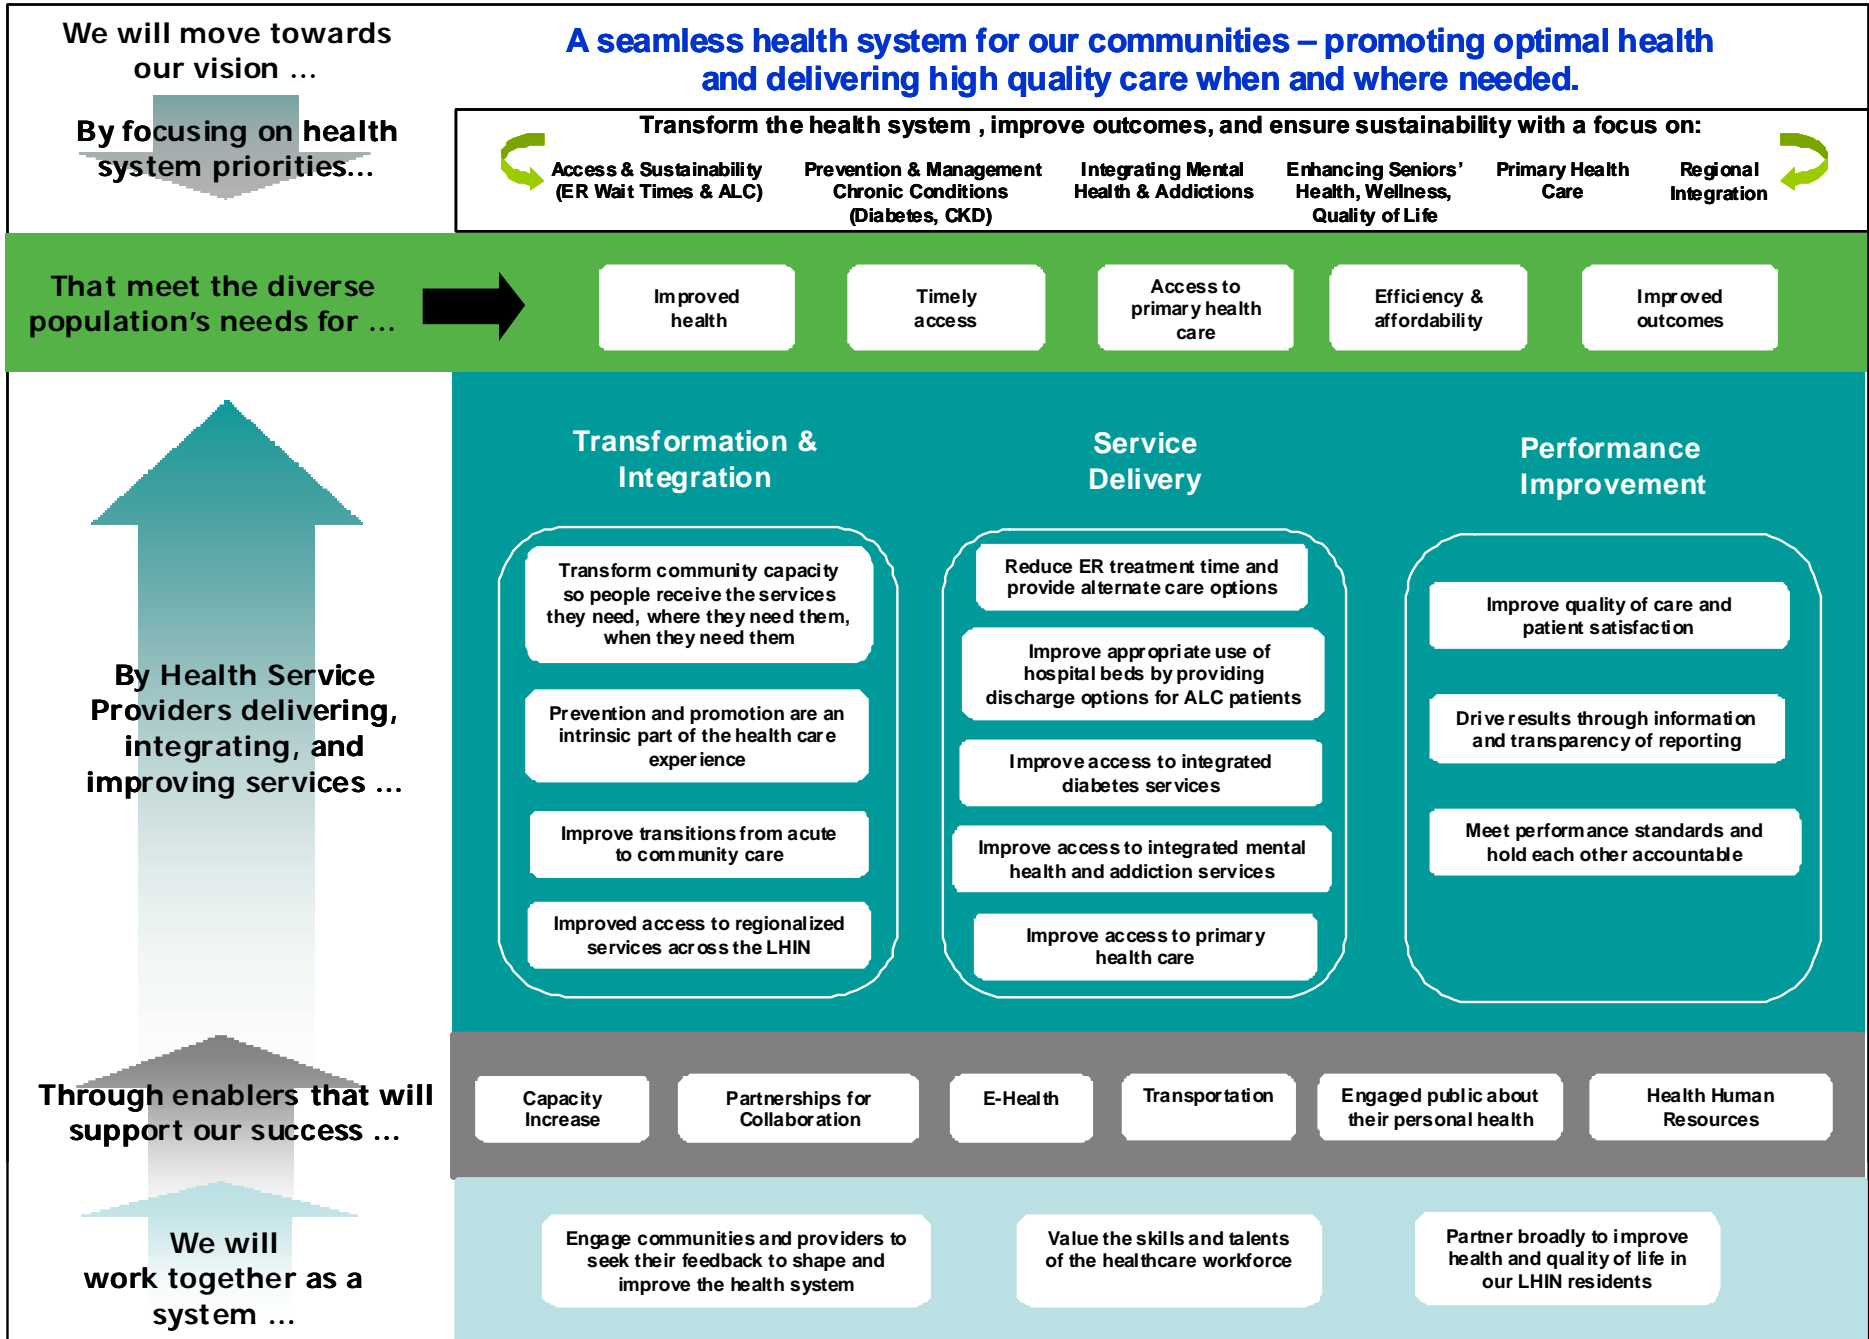 We will move towards
our vision ...
A seamless health system for our communities – promoting optimal health
and delivering high quality care when and where needed.
By focusing on health
system priorities...
Transform the health system , improve outcomes, and ensure sustainability with a focus on:
Access & Sustainability
(ER Wait Times & ALC)
Prevention & Management
Chronic Conditions
(Diabetes, CKD)
Integrating Mental
Health & Addictions
Enhancing Seniors'
Health, Wellness,
Quality of Life
Primary Health
Care
Regional
Integration
That meet the diverse
population's needs for ...
Improved
health
Timely
access
Access to
primary health
care
Efficiency &
affordability
Improved
outcomes
By Health Service
Providers delivering,
integrating, and
improving services ...
Transformation &
Integration
Transform community capacity
so people receive the services
they need, where they need them,
when they need them
Prevention and promotion are an
intrinsic part of the health care
experience
Improve transitions from acute
to community care
Improved access to regionalized
services across the LHIN
Service
Delivery
Reduce ER treatment time and
provide alternate care options
Improve appropriate use of
hospital beds by providing
discharge options for ALC patients
Improve access to integrated
diabetes services
Improve access to integrated mental
health and addiction services
Improve access to primary
health care
Performance
Improvement
Improve quality of care and
patient satisfaction
Drive results through information
and transparency of reporting
Meet performance standards and
hold each other accountable
Through enablers that will
support our success ...
Capacity
Increase
Partnerships for
Collaboration
E-Health
Transportation
Engaged public about
their personal health
Health Human
Resources
We will
work together as a
system ...
Engage communities and providers to
seek their feedback to shape and
improve the health system
Value the skills and talents
of the healthcare workforce
Partner broadly to improve
health and quality of life in
our LHIN residents